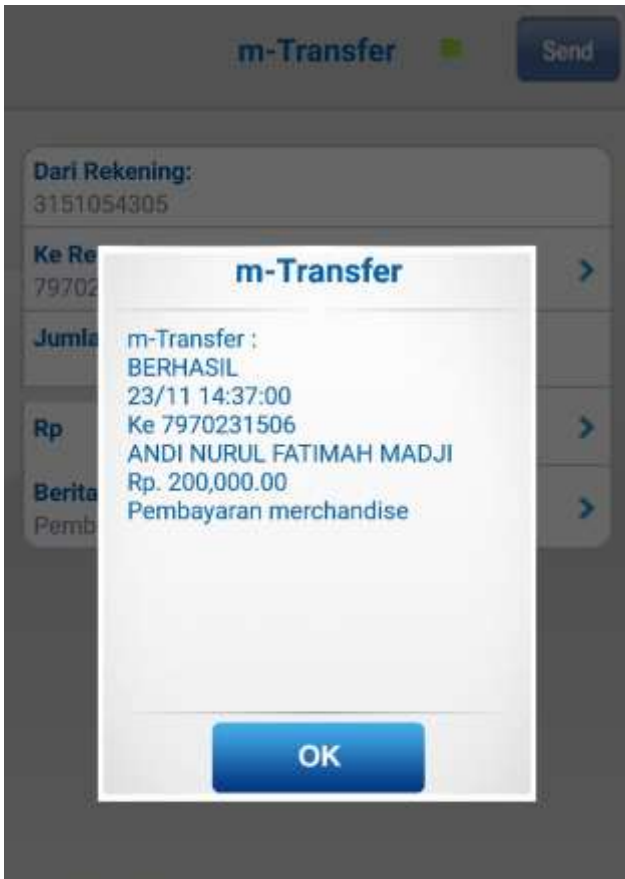 m-Transfer
Send
Dari Rekening:
3151054305
Ke Re
79702
Jumla
Rp
Berita
Pemb
m-Transfer
m-Transfer :
BERHASIL
23/11 14:37:00
Ke 7970231506
ANDI NURUL FATIMAH MADJI
Rp. 200,000.00
Pembayaran merchandise
OK